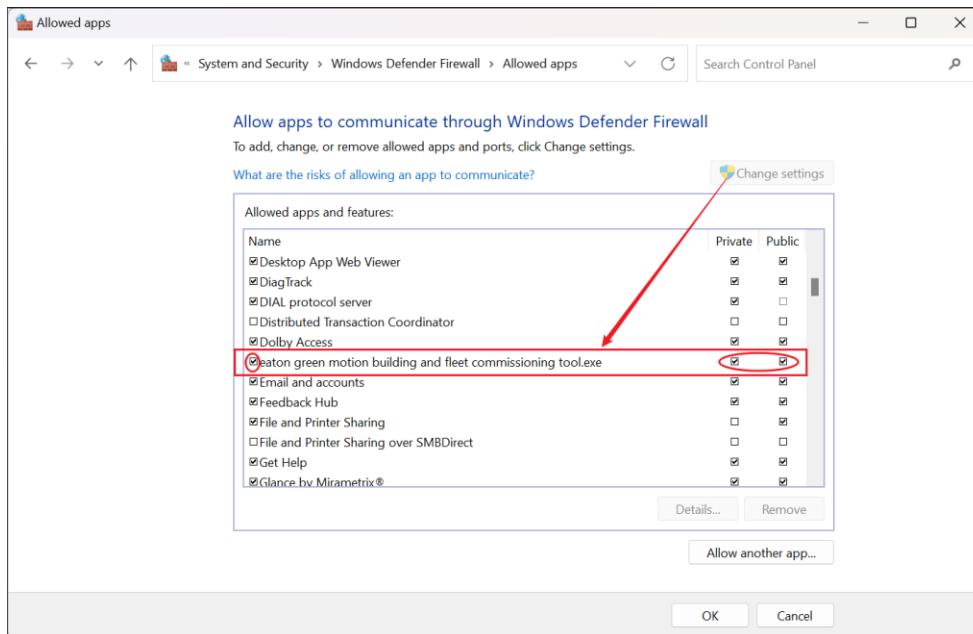 Allowed apps
« System and Security › Windows Defender Firewall › Allowed apps
Search Control Panel
Allow apps to communicate through Windows Defender Firewall
To add, change, or remove allowed apps and ports, click Change settings.
What are the risks of allowing an app to communicate?
Change settings
Allowed apps and features:
Name Private Public
Desktop App Web Viewer
DiagTrack
DIAL protocol server
Distributed Transaction Coordinator
Dolby Access
eaton green motion building and fleet commissioning tool.exe
Email and accounts
Feedback Hub
File and Printer Sharing
File and Printer Sharing over SMBDirect
Get Help
Glance by Mirametrix®
Details... Remove
Allow another app...
OK Cancel